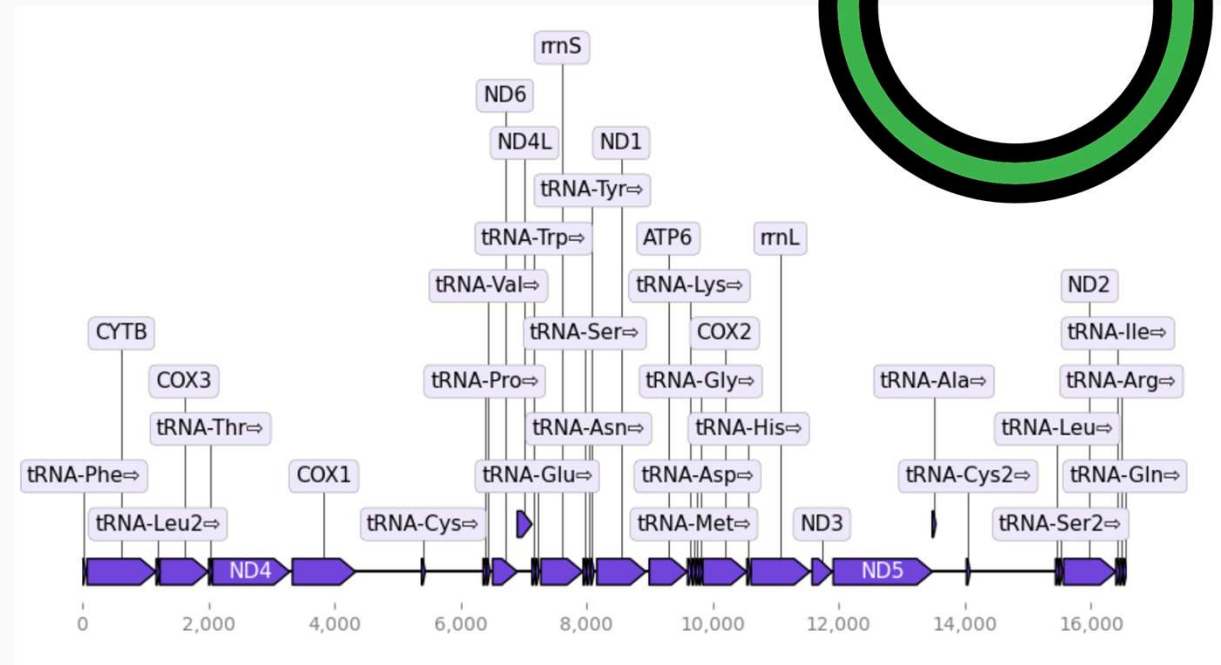 rrnS
ND6
ND4L ND1
tRNA-Tyr⇨
tRNA-Trp⇨ ATP6 rrnL
tRNA-Val⇨ tRNA-Lys⇨ ND2
CYTB tRNA-Ser⇨ COX2 tRNA-Ile⇨
COX3 tRNA-Pro⇨ tRNA-Gly⇨ tRNA-Ala⇨ tRNA-Arg⇨
tRNA-Thr⇨ tRNA-Asn⇨ tRNA-His⇨ tRNA-Leu⇨
tRNA-Phe⇨ COX1 tRNA-Glu⇨ tRNA-Asp⇨ tRNA-Cys2⇨ tRNA-Gln⇨
tRNA-Leu2⇨ tRNA-Cys⇨ tRNA-Met⇨ ND3 tRNA-Ser2⇨
ND4 ND5
0 2,000 4,000 6,000 8,000 10,000 12,000 14,000 16,000